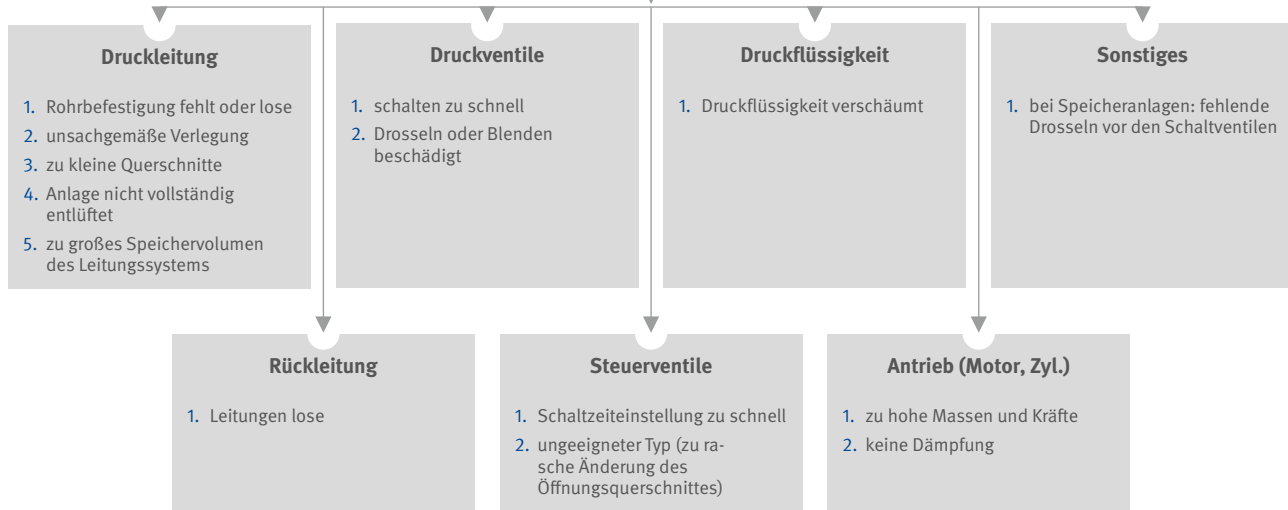 Druckleitung
1. Rohrbefestigung fehlt oder lose
2. unsachgemäße Verlegung
3. zu kleine Querschnitte
4. Anlage nicht vollständig
entlüftet
5. zu großes Speichervolumen
des Leitungssystems
Druckventile
1. schalten zu schnell
2. Drosseln oder Blenden
beschädigt
Druckflüssigkeit
1. Druckflüssigkeit verschäumt
Sonstiges
1. bei Speicheranlagen: fehlende
Drosseln vor den Schaltventilen
Rückleitung
1. Leitungen lose
Steuerventile
1. Schaltzeiteinstellung zu schnell
2. ungeeigneter Typ (zu ra-
sche Änderung des
Öffnungsquerschnittes)
Antrieb (Motor, Zyl.)
1. zu hohe Massen und Kräfte
2. keine Dämpfung